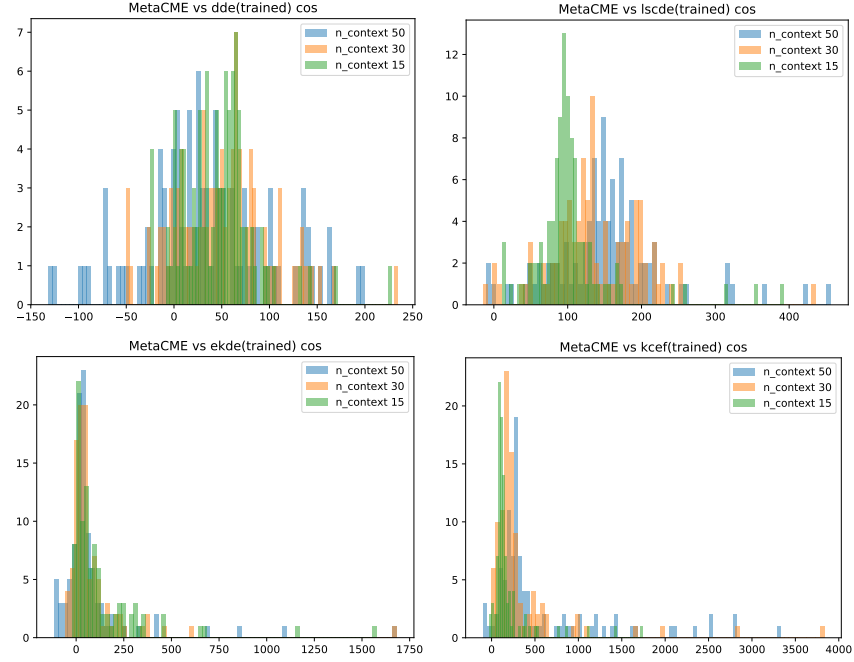 MetaCME vs dde(trained) cos
7
6
5
4
3
2
1
0
n_context 50
n_context 30
n_context 15
−150 −100 −50 0 50 100 150 200 250
MetaCME vs lscde(trained) cos
12
10
8
6
4
2
0
n_context 50
n_context 30
n_context 15
0 100 200 300 400
MetaCME vs ekde(trained) cos
20
15
10
5
0
n_context 50
n_context 30
n_context 15
0 250 500 750 1000 1250 1500 1750
MetaCME vs kcef(trained) cos
20
15
10
5
0
n_context 50
n_context 30
n_context 15
0 500 1000 1500 2000 2500 3000 3500 4000